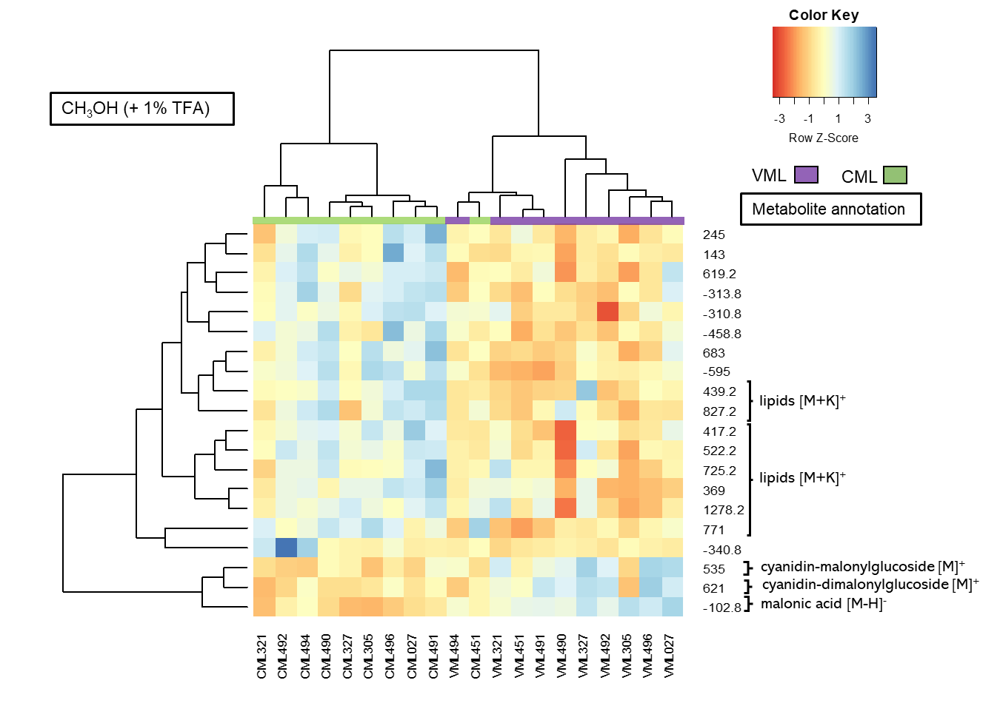 Color Key
CH₃OH (+ 1% TFA)
-3 -1 1 3
Row Z-Score
VML CML
Metabolite annotation
245
143
619.2
-313.8
-310.8
-458.8
683
-595
439.2
lipids [M+K]⁺
827.2
417.2
522.2
725.2
lipids [M+K]⁺
369
1278.2
771
-340.8
535 cyanidin-malonylglucoside [M]⁺
621 cyanidin-dimalonylglucoside [M]⁺
-102.8 malonic acid [M-H]⁻
CML321
CML492
CML494
CML490
CML327
CML305
CML496
CML027
CML491
VML494
CML451
VML321
VML451
VML491
VML490
VML327
VML492
VML305
VML496
VML027